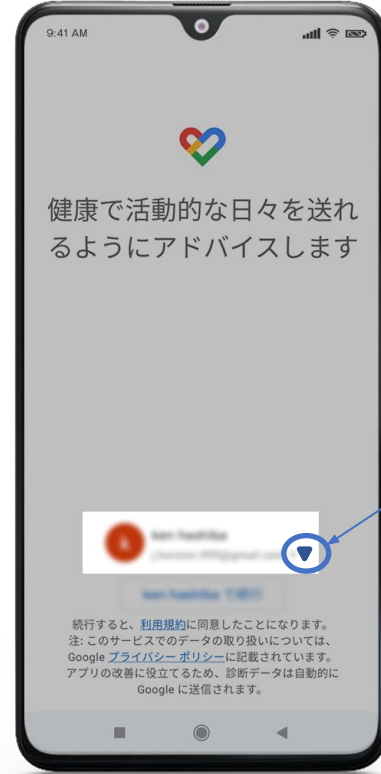 9:41 AM
健康で活動的な日々を送れ
るようにアドバイスします
続行すると、利用規約に同意したことになります。
注: このサービスでのデータの取り扱いについては、
Google プライバシー ポリシーに記載されています。
アプリの改善に役立てるため、診断データは自動的に
Google に送信されます。